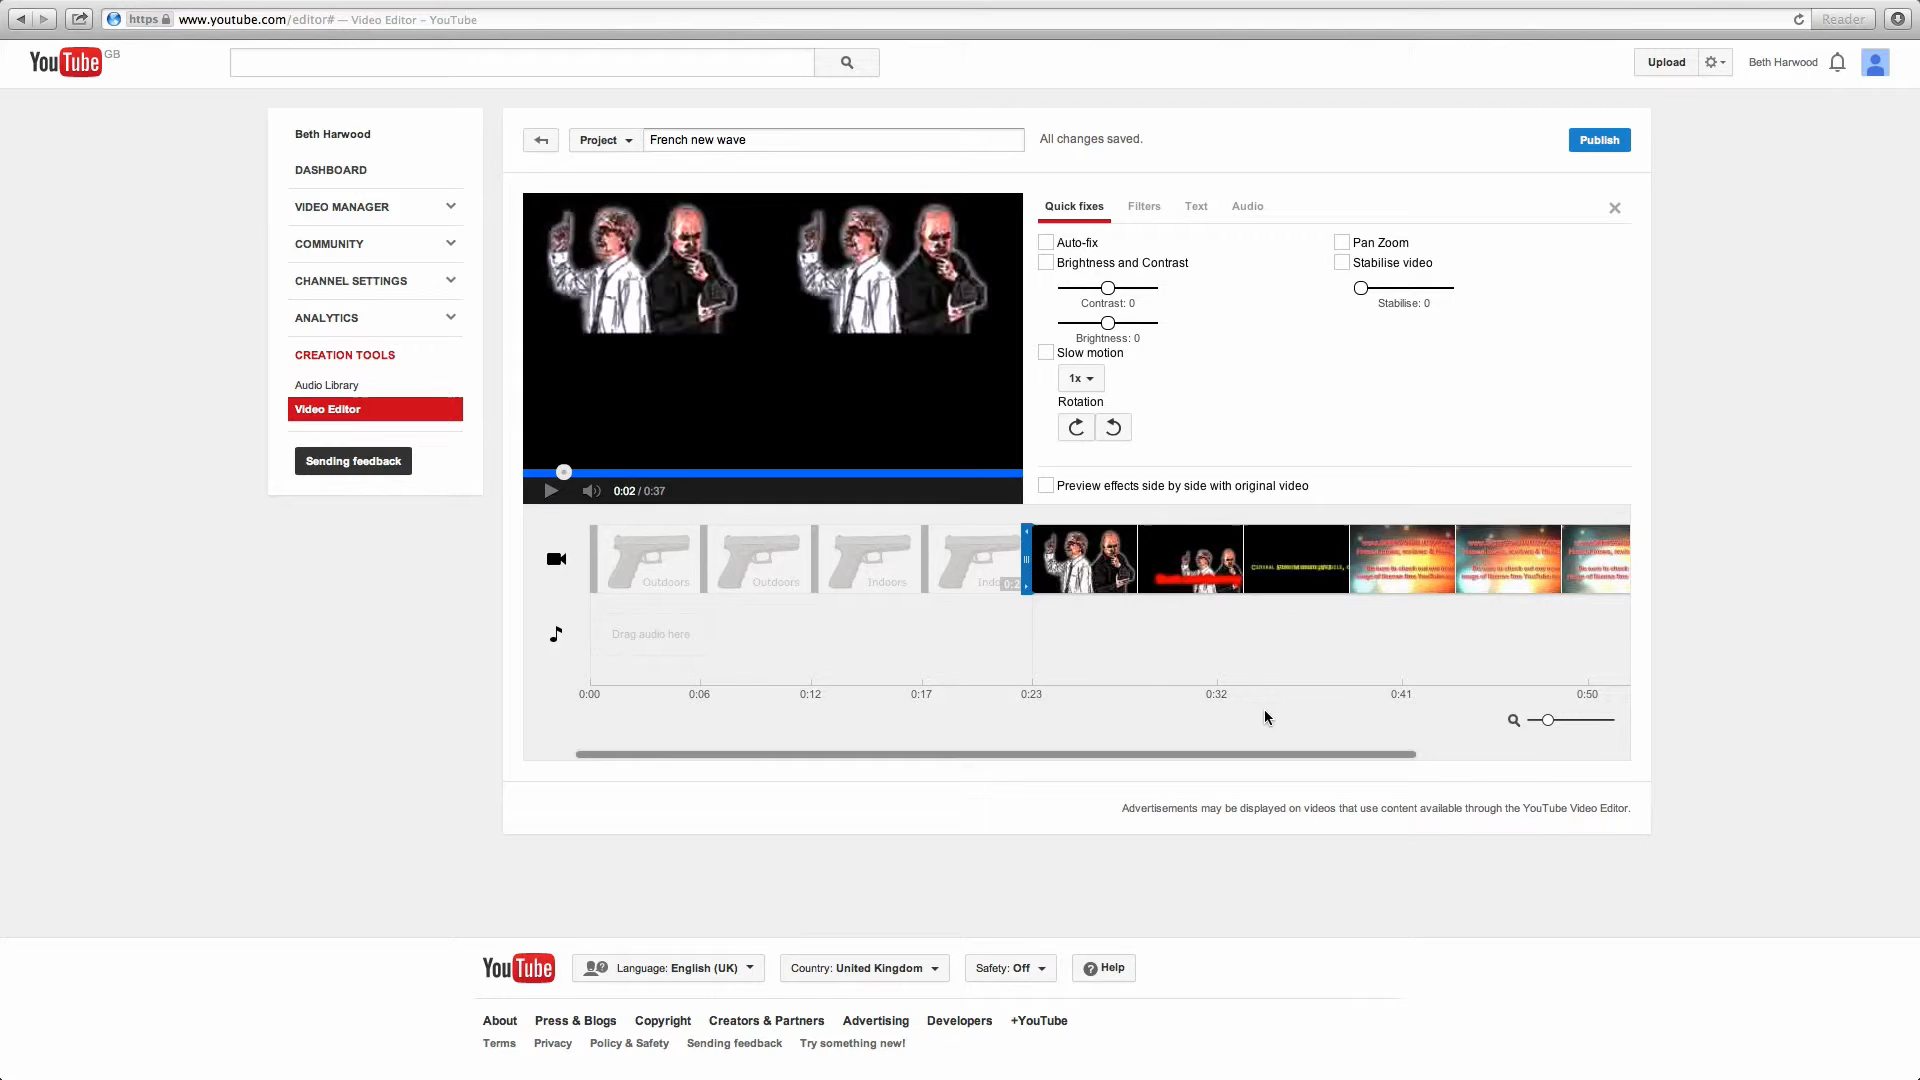 https www.youtube.com/editor# — Video Editor – YouTube
Reader
YouTube GB
Upload
Beth Harwood
Beth Harwood
DASHBOARD
VIDEO MANAGER
COMMUNITY
CHANNEL SETTINGS
ANALYTICS
CREATION TOOLS
Audio Library
Video Editor
Sending feedback
Project
French new wave
All changes saved.
Publish
Quick fixes
Filters
Text
Audio
Auto-fix
Brightness and Contrast
Contrast: 0
Brightness: 0
Slow motion
1x
Rotation
Pan Zoom
Stabilise video
Stabilise: 0
Preview effects side by side with original video
0:02 / 0:37
Outdoors
Outdoors
Indoors
Drag audio here
0:00
0:06
0:12
0:17
0:23
0:32
0:41
0:50
Advertisements may be displayed on videos that use content available through the YouTube Video Editor.
YouTube
Language: English (UK)
Country: United Kingdom
Safety: Off
Help
About
Press & Blogs
Copyright
Creators & Partners
Advertising
Developers
+YouTube
Terms
Privacy
Policy & Safety
Sending feedback
Try something new!